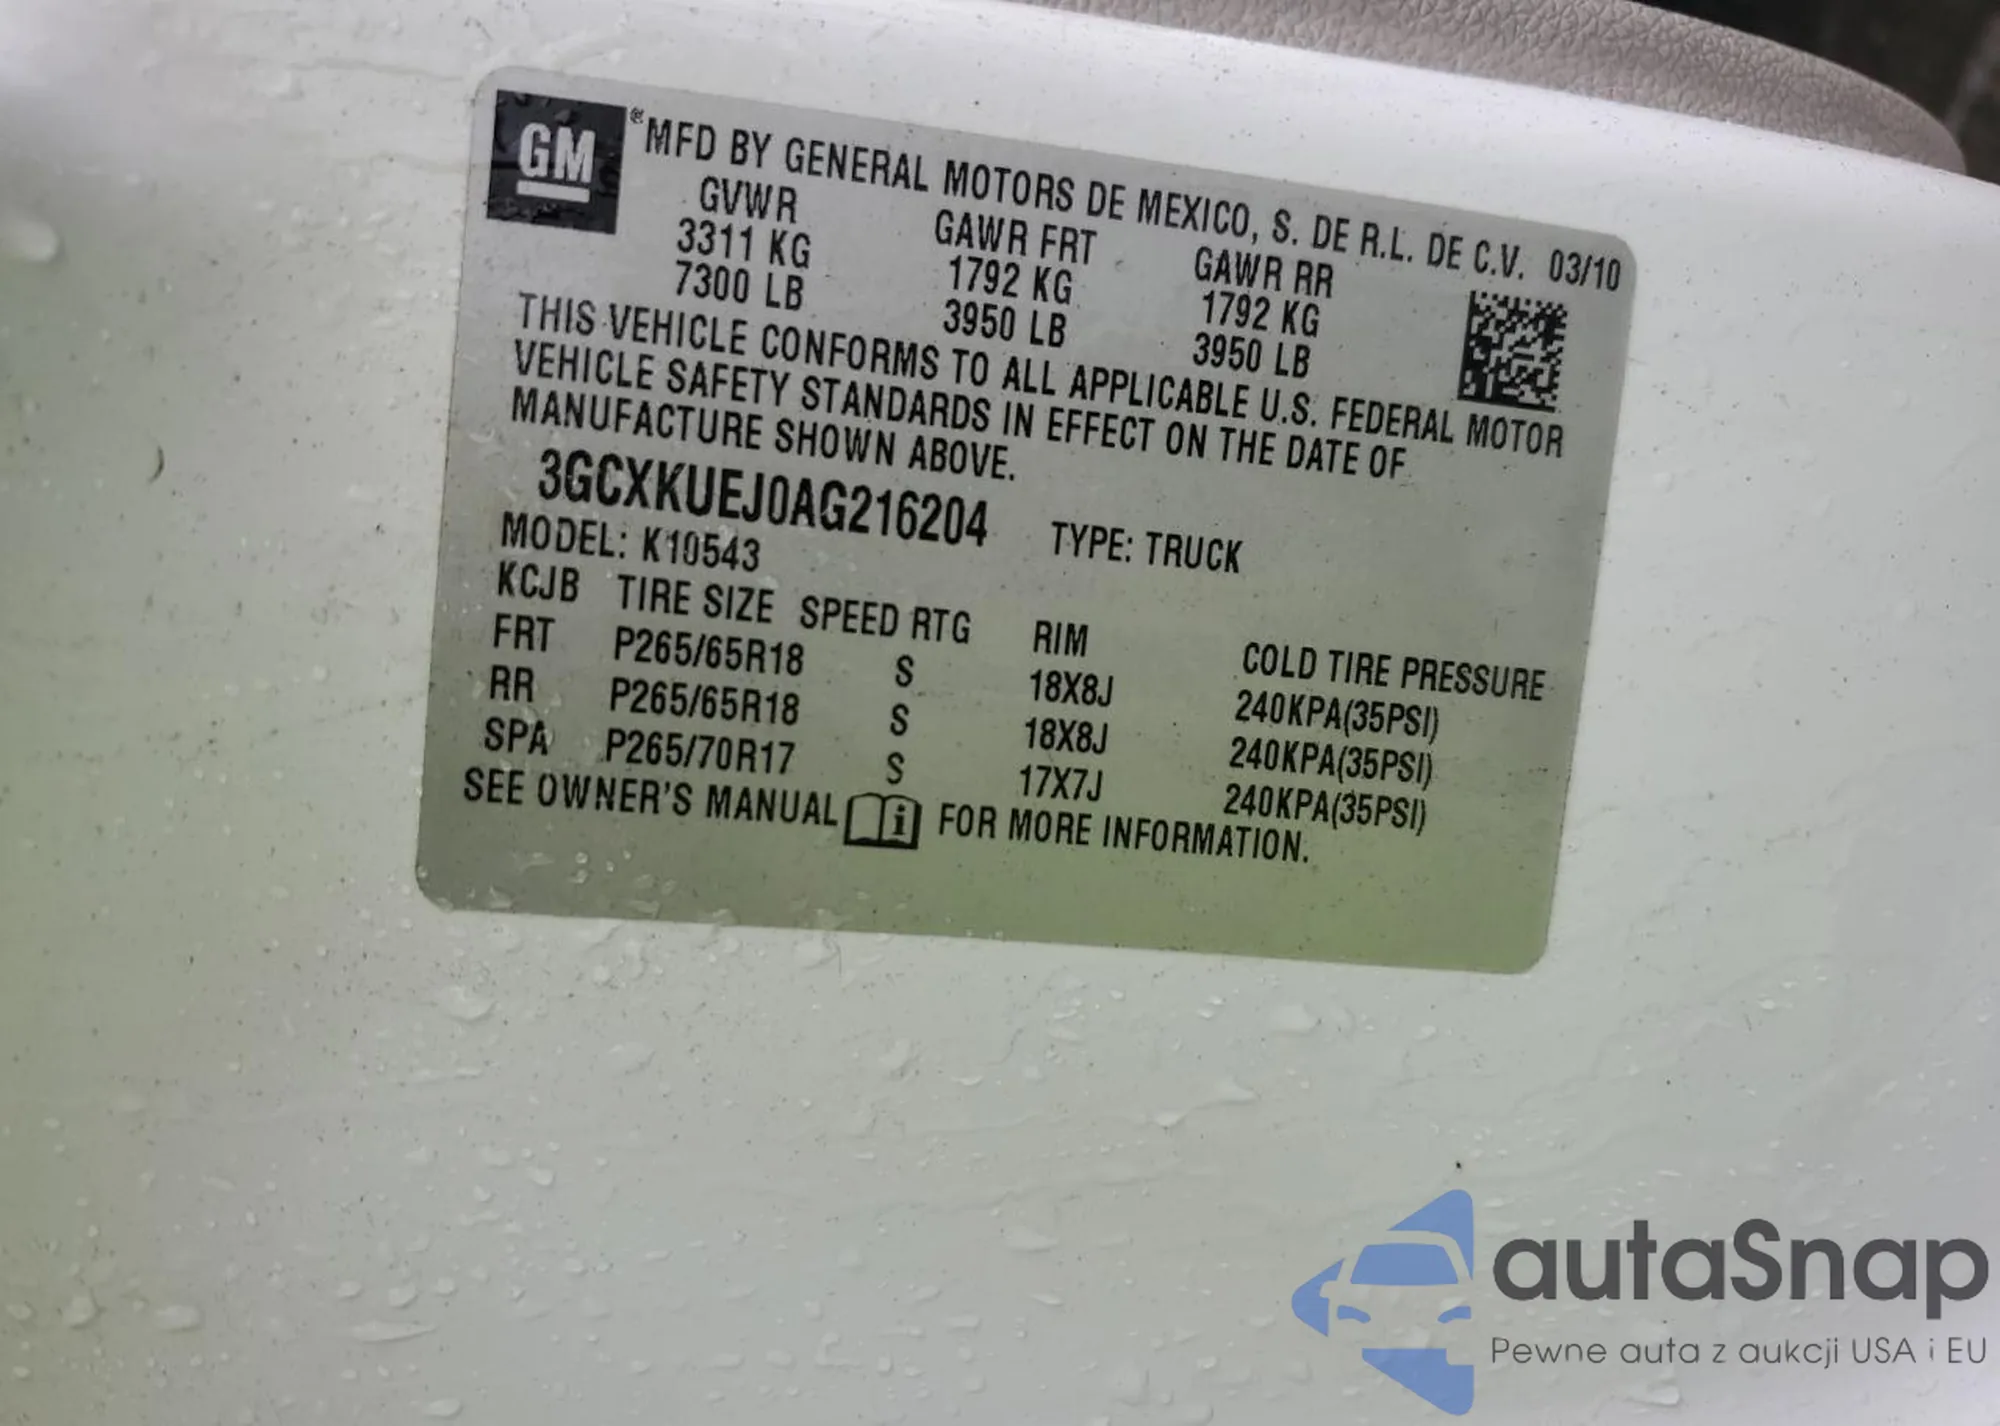 GM ® MFD BY GENERAL MOTORS DE MEXICO, S. DE R.L. DE C.V. 03/10
GVWR GAWR FRT GAWR RR
3311 KG 1792 KG 1792 KG
7300 LB 3950 LB 3950 LB
THIS VEHICLE CONFORMS TO ALL APPLICABLE U.S. FEDERAL MOTOR
VEHICLE SAFETY STANDARDS IN EFFECT ON THE DATE OF
MANUFACTURE SHOWN ABOVE.
3GCXKUEJ0AG216204 TYPE: TRUCK
MODEL: K10543
KCJB TIRE SIZE SPEED RTG RIM COLD TIRE PRESSURE
FRT P265/65R18 S 18X8J 240KPA(35PSI)
RR P265/65R18 S 18X8J 240KPA(35PSI)
SPA P265/70R17 S 17X7J 240KPA(35PSI)
SEE OWNER'S MANUAL i FOR MORE INFORMATION.
autaSnap
Pewne auta z aukcji USA i EU